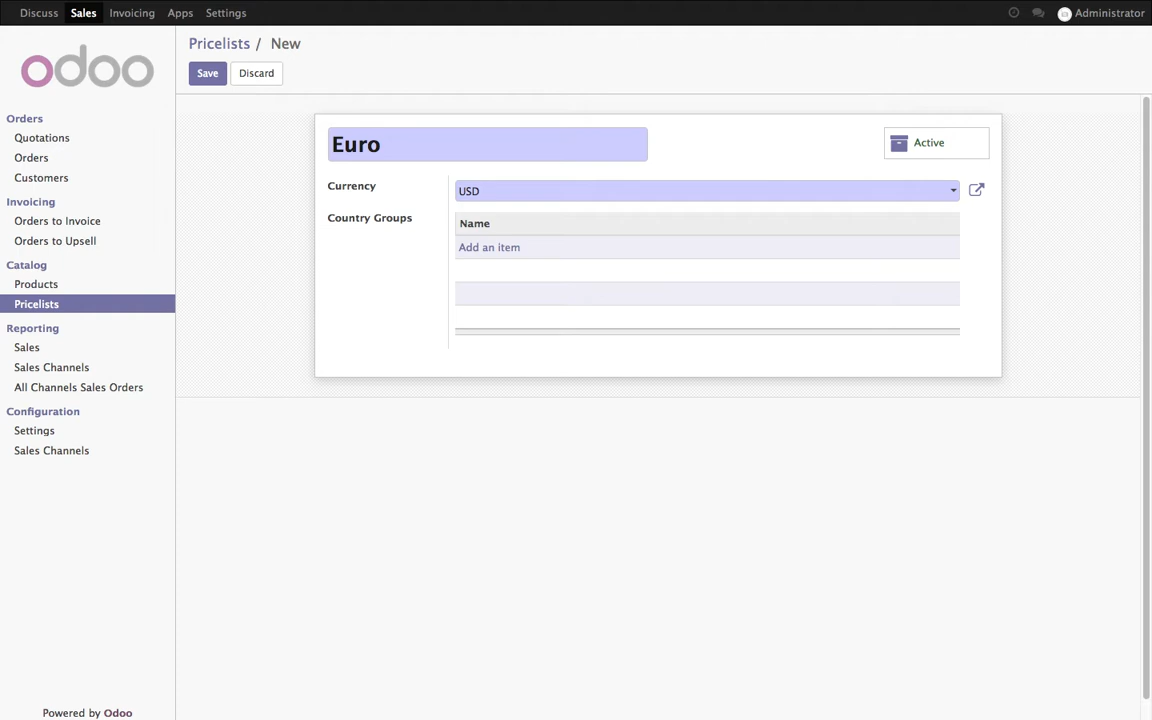 Discuss Sales Invoicing Apps Settings Administrator
odoo
Pricelists / New
Save Discard
Orders
Quotations
Orders
Customers
Invoicing
Orders to Invoice
Orders to Upsell
Catalog
Products
Pricelists
Reporting
Sales
Sales Channels
All Channels Sales Orders
Configuration
Settings
Sales Channels
Powered by Odoo
Euro
Active
Currency
USD
Country Groups
Name
Add an item